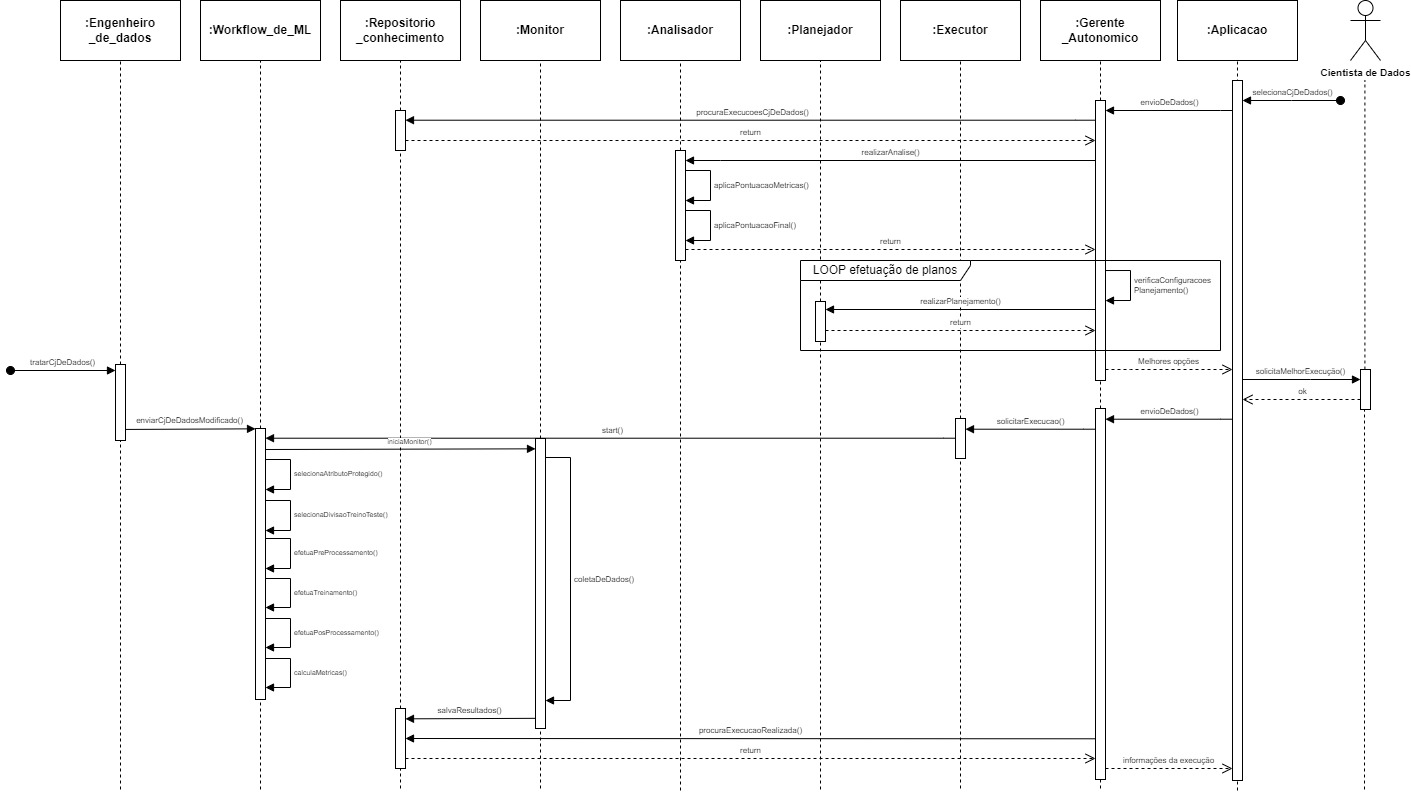 :Engenheiro
_de_dados
:Workflow_de_ML
:Repositorio
_conhecimento
:Monitor
:Analisador
:Planejador
:Executor
:Gerente
_Autonomico
:Aplicacao
Cientista de Dados
selecionaCjDeDados()
envioDeDados()
procuraExecucoesCjDeDados()
return
realizarAnalise()
aplicaPontuacaoMetricas()
aplicaPontuacaoFinal()
return
LOOP efetuação de planos
verificaConfiguracoes
Planejamento()
realizarPlanejamento()
return
tratarCjDeDados()
Melhores opções
solicitaMelhorExecução()
ok
envioDeDados()
enviarCjDeDadosModificado()
solicitarExecucao()
start()
iniciaMonitor()
selecionaAtributoProtegido()
selecionaDivisaoTreinoTeste()
efetuaPreProcessamento()
coletaDeDados()
efetuaTreinamento()
efetuaPosProcessamento()
calculaMetricas()
salvaResultados()
procuraExecucaoRealizada()
return
informações da execução